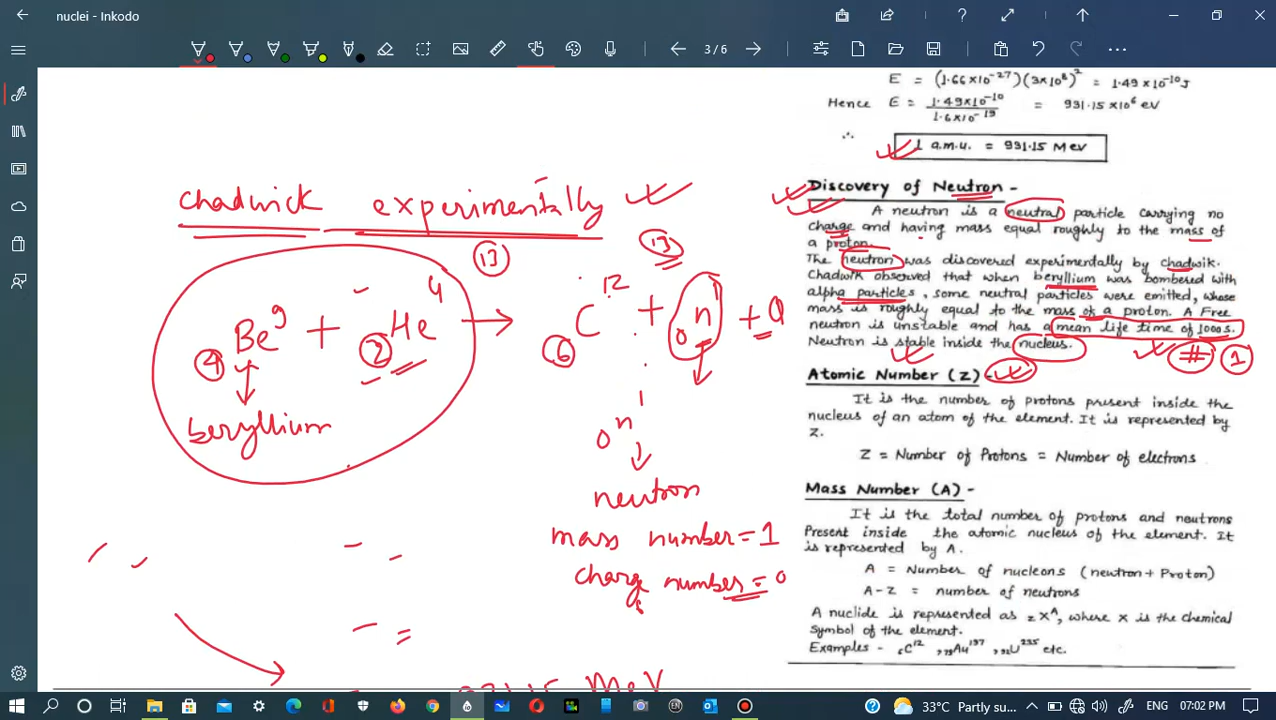 nuclei - Inkodo
3/6
E = (1.66×10⁻²⁷)(3×10⁸)² = 1.49×10⁻¹⁰J
Hence E = 1.49×10⁻¹⁰ / 1.6×10⁻¹⁹ = 931.15 ×10⁶ eV
∴ 1 a.m.u. = 931.15 MeV
chadwick experimentally
13
13
₄Be⁹ + ₂He⁴ → ₆C¹² + ₀n¹ + Q
beryllium
₀n¹
neutron
mass number = 1
charge number = 0
931.15 MeV
Discovery of Neutron -
A neutron is a neutral particle carrying no
charge and having mass equal roughly to the mass of
a proton.
The neutron was discovered experimentally by chadwik.
Chadwik observed that when beryllium was bombered with
alpha particles, some neutral particles were emitted, whose
mass is roughly equal to the mass of a proton. A Free
neutron is unstable and has a mean life time of 1000s.
Neutron is stable inside the nucleus.
# 1
Atomic Number (Z) -
It is the number of protons present inside the
nucleus of an atom of the element. It is represented by
Z.
Z = Number of Protons = Number of electrons
Mass Number (A) -
It is the total number of protons and neutrons
Present inside the atomic nucleus of the element. It
is represented by A.
A = Number of nucleons (neutron + Proton)
A-Z = number of neutrons
A nuclide is represented as zXᴬ, where x is the chemical
Symbol of the element.
Examples - ₆C¹², ₇₉Au¹⁹⁷, ₉₂U²³⁵ etc.
33°C Partly su...
ENG
07:02 PM